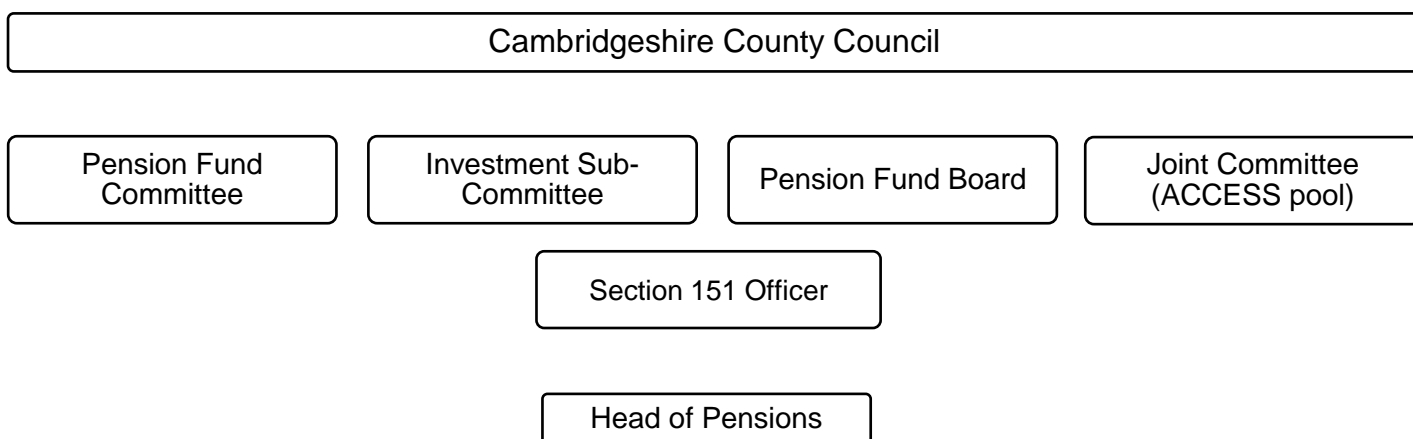 Cambridgeshire County Council
Pension Fund
Committee
Investment Sub-
Committee
Pension Fund Board
Joint Committee
(ACCESS pool)
Section 151 Officer
Head of Pensions